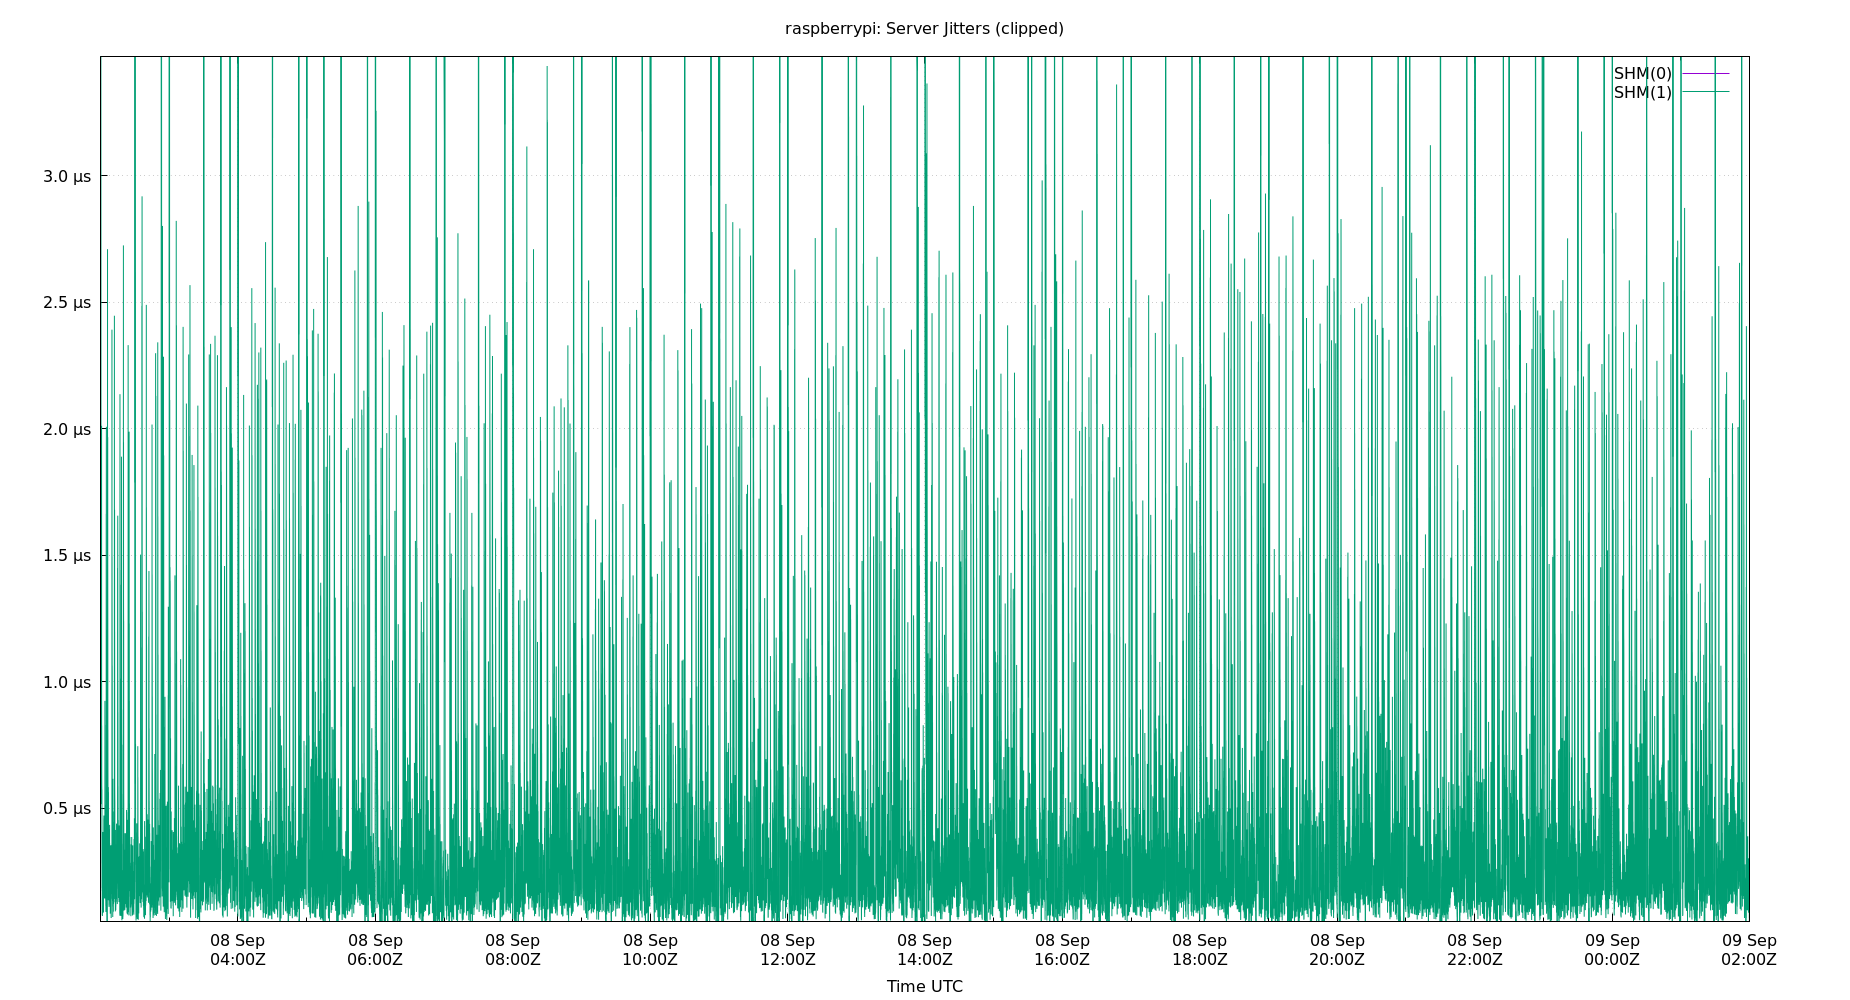 raspberrypi: Server Jitters (clipped)
SHM(0)
SHM(1)
3.0 µs
2.5 µs
2.0 µs
1.5 µs
1.0 µs
0.5 µs
08 Sep 08 Sep 08 Sep 08 Sep 08 Sep 08 Sep 08 Sep 08 Sep 08 Sep 08 Sep 09 Sep 09 Sep
04:00Z 06:00Z 08:00Z 10:00Z 12:00Z 14:00Z 16:00Z 18:00Z 20:00Z 22:00Z 00:00Z 02:00Z
Time UTC